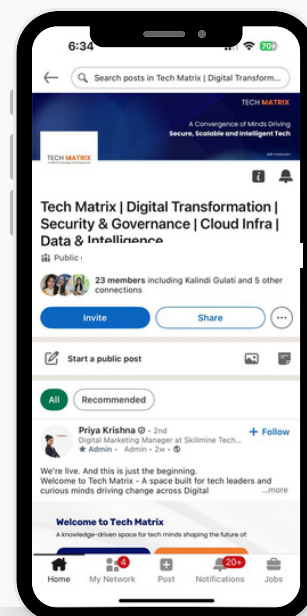 6:34
70
Search posts in Tech Matrix | Digital Transform...
TECH MATRIX
A Convergence of Minds Driving
Secure, Scalable and Intelligent Tech
TECH MATRIX
Tech Matrix | Digital Transformation |
Security & Governance | Cloud Infra |
Data & Intelligence
Public
23 members including Kalindi Gulati and 5 other
connections
Invite
Share
Start a public post
All
Recommended
Priya Krishna - 2nd
+ Follow
Digital Marketing Manager at Skillmine Tech...
★ Admin - Admin - 2w -
We're live. And this is just the beginning.
Welcome to Tech Matrix - A space built for tech leaders and
curious minds driving change across Digital ...more
Welcome to Tech Matrix
A knowledge-driven space for tech minds shaping the future of:
4
20+
Home
My Network
Post
Notifications
Jobs